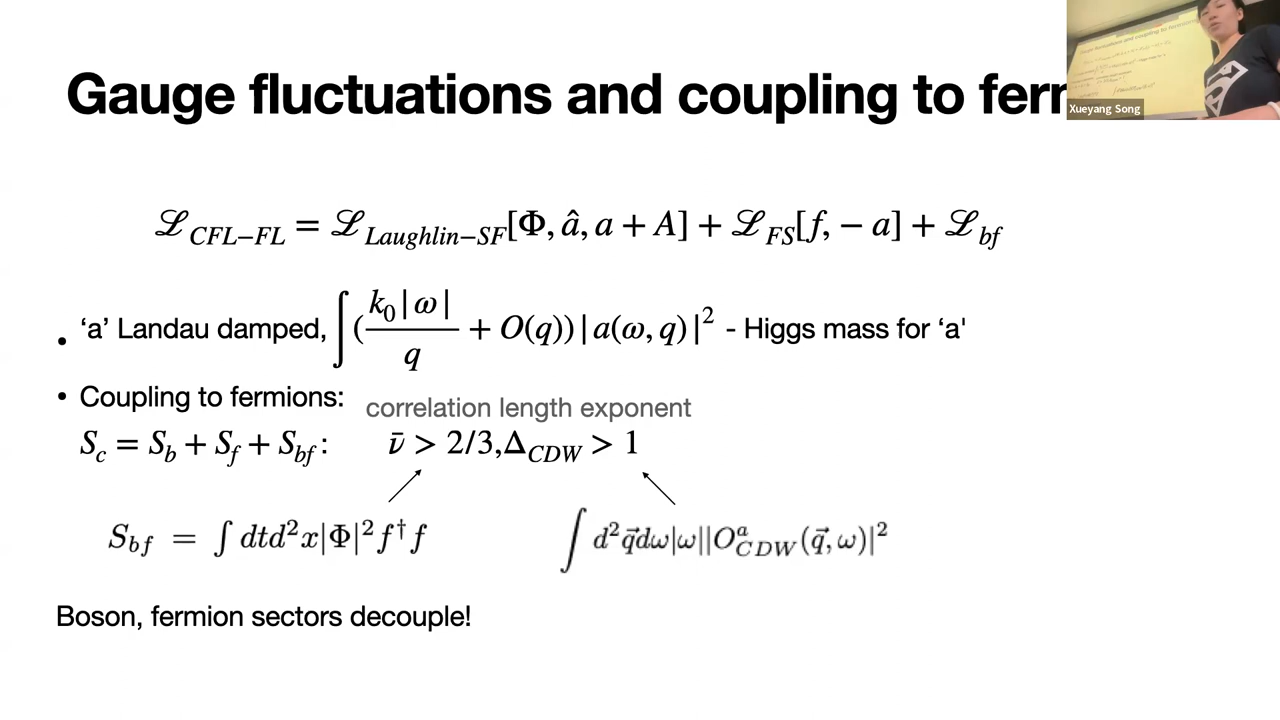 Gauge fluctuations and coupling to fer
Xueyang Song
ℒ_{CFL−FL} = ℒ_{Laughlin−SF}[Φ, â, a + A] + ℒ_{FS}[f, − a] + ℒ_{bf}
• 'a' Landau damped, ∫(k₀|ω|/q + O(q))|a(ω, q)|² - Higgs mass for 'a'
• Coupling to fermions:
correlation length exponent
S_c = S_b + S_f + S_{bf}: ν̄ > 2/3, Δ_{CDW} > 1
S_{bf} = ∫ dtd²x|Φ|²f†f ∫ d²q⃗dω|ω||O^a_{CDW}(q⃗, ω)|²
Boson, fermion sectors decouple!